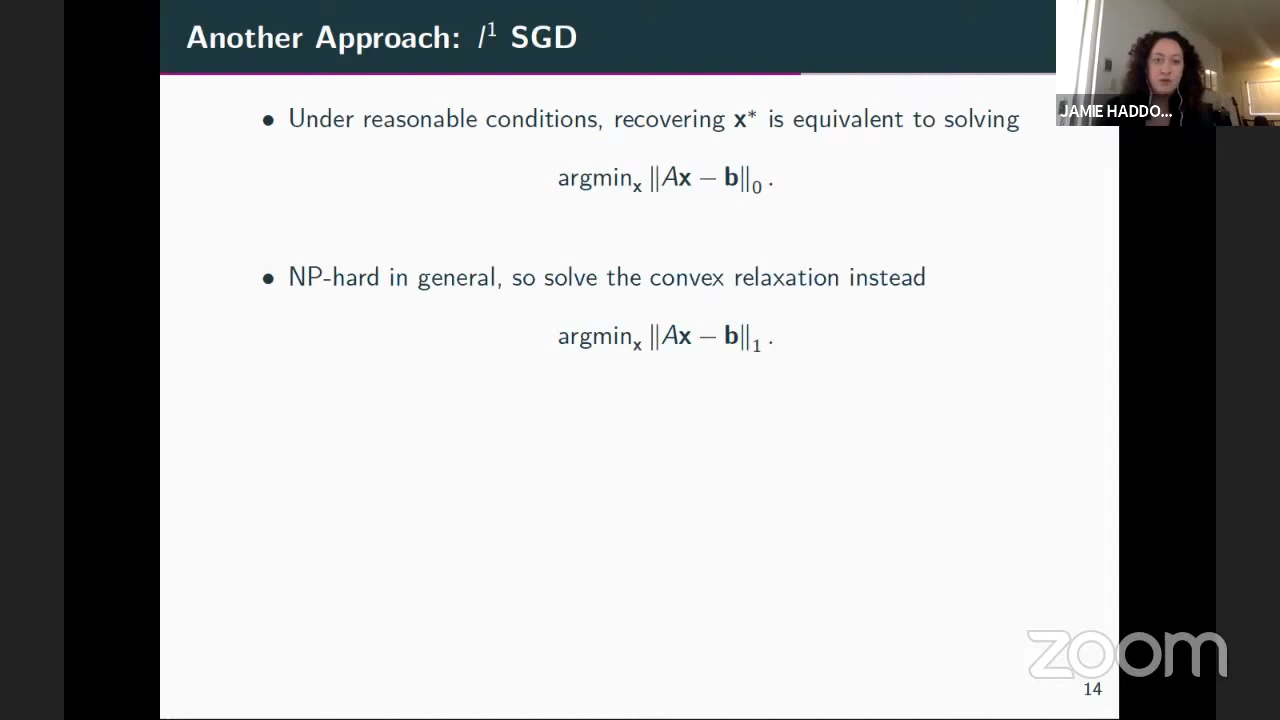 Another Approach: l¹ SGD
JAMIE HADDO...
• Under reasonable conditions, recovering x* is equivalent to solving
argminₓ ‖Ax − b‖₀ .
• NP-hard in general, so solve the convex relaxation instead
argminₓ ‖Ax − b‖₁ .
zoom
14